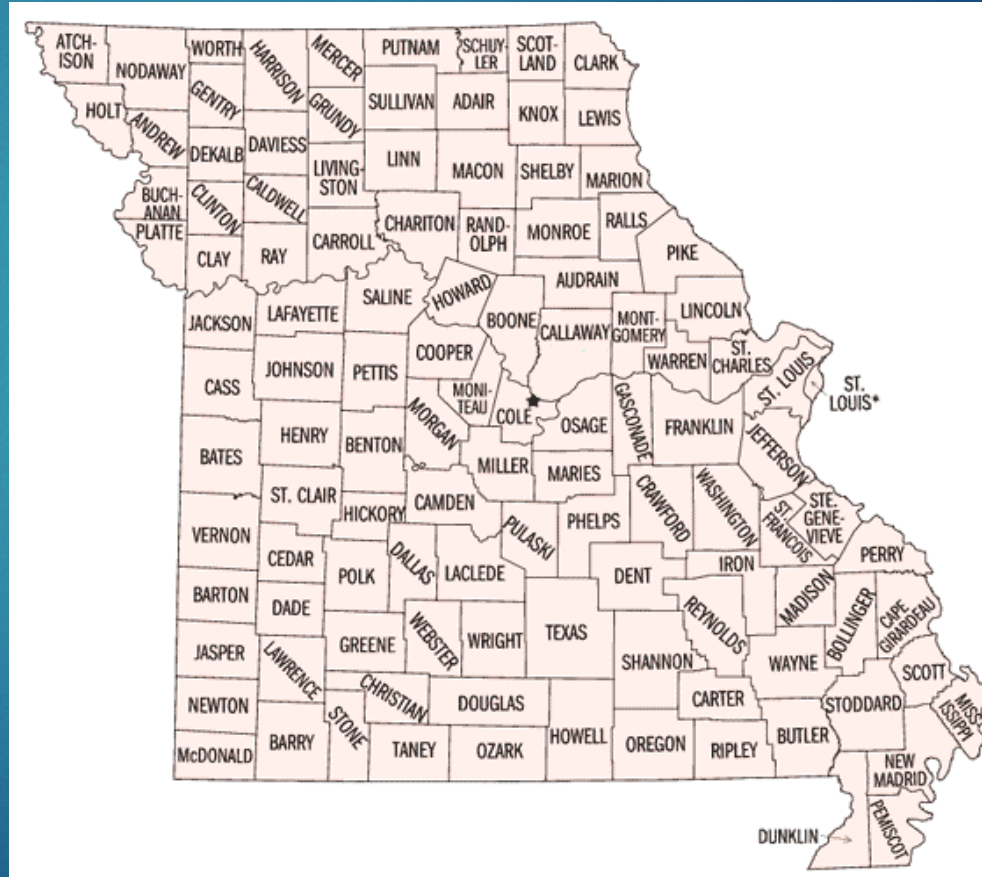 ATCH-
ISON
NODAWAY
WORTH
HARRISON
MERCER
PUTNAM
SCHUY-
LER
SCOT-
LAND
CLARK
HOLT
ANDREW
GENTRY
GRUNDY
SULLIVAN
ADAIR
KNOX
LEWIS
DEKALB
DAVIESS
LIVING-
STON
LINN
MACON
SHELBY
MARION
BUCH-
ANAN
CLINTON
CALDWELL
PLATTE
CLAY
RAY
CARROLL
CHARITON
RAND-
OLPH
MONROE
RALLS
PIKE
AUDRAIN
JACKSON
LAFAYETTE
SALINE
HOWARD
BOONE
CALLAWAY
MONT-
GOMERY
LINCOLN
WARREN
ST.
CHARLES
ST. LOUIS
ST.
LOUIS*
CASS
JOHNSON
PETTIS
COOPER
MONI-
TEAU
COLE
OSAGE
GASCONADE
FRANKLIN
JEFFERSON
BATES
HENRY
BENTON
MORGAN
MILLER
MARIES
ST. CLAIR
HICKORY
CAMDEN
PULASKI
PHELPS
CRAWFORD
WASHINGTON
ST.
FRANCOIS
STE.
GENE-
VIEVE
PERRY
VERNON
CEDAR
POLK
DALLAS
LACLEDE
DENT
IRON
MADISON
BOLLINGER
CAPE
GIRARDEAU
BARTON
DADE
GREENE
WEBSTER
WRIGHT
TEXAS
SHANNON
REYNOLDS
WAYNE
SCOTT
JASPER
LAWRENCE
CHRISTIAN
DOUGLAS
CARTER
STODDARD
MISS-
ISSIPPI
NEWTON
STONE
McDONALD
BARRY
TANEY
OZARK
HOWELL
OREGON
RIPLEY
BUTLER
NEW
MADRID
DUNKLIN
PEMISCOT